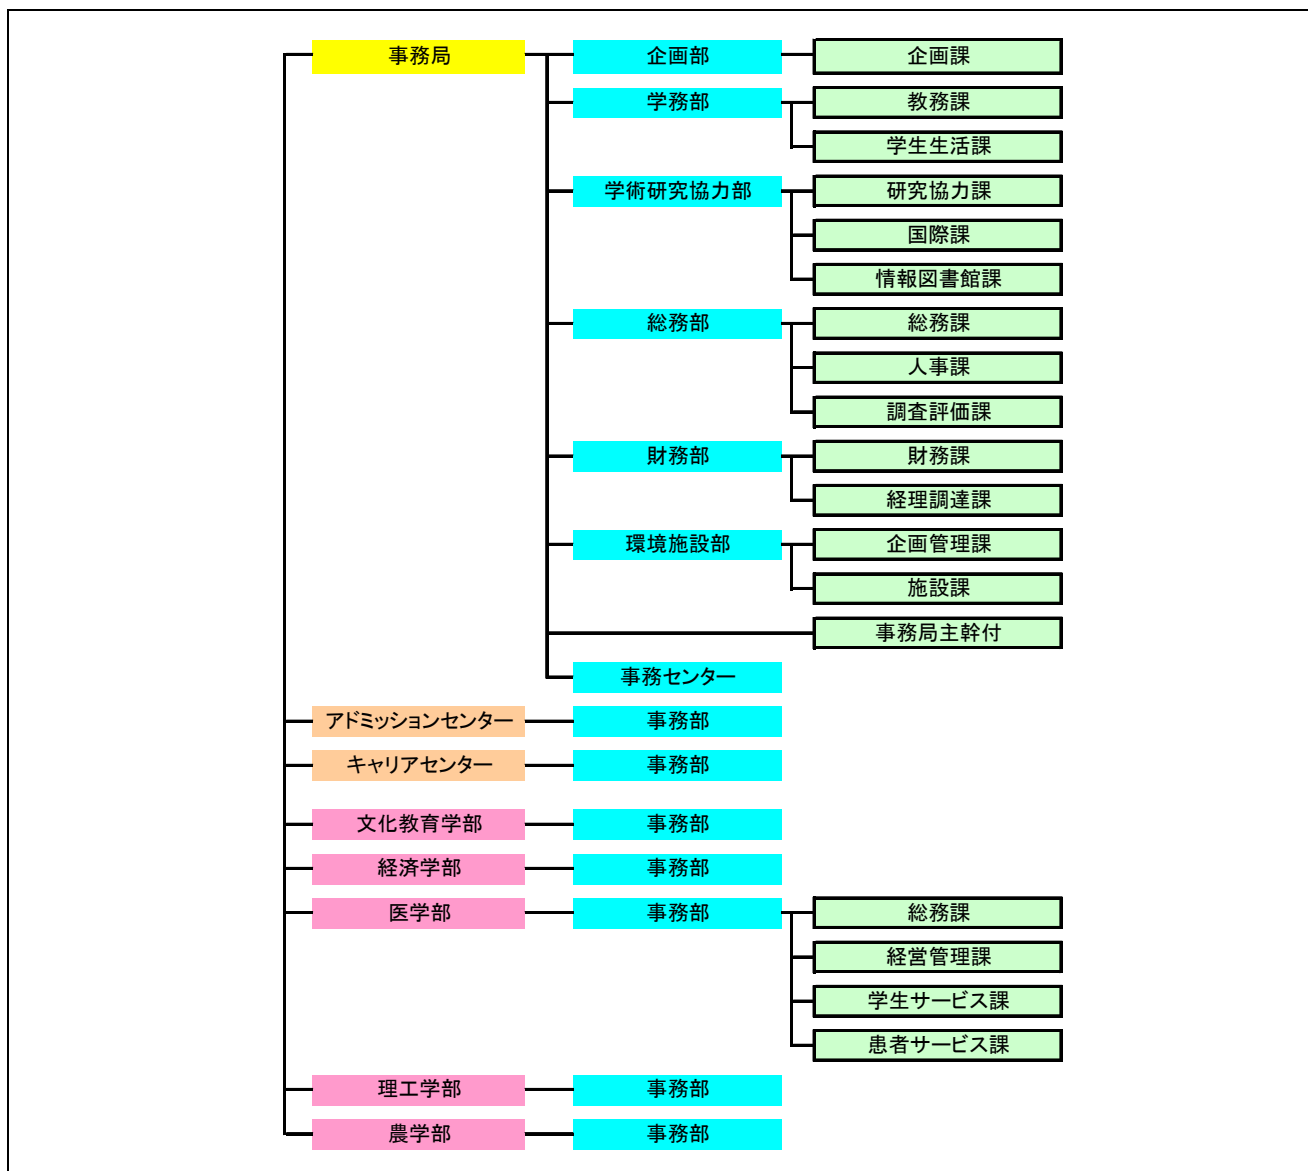 事務局
企画部
企画課
学務部
教務課
学生生活課
学術研究協力部
研究協力課
国際課
情報図書館課
総務部
総務課
人事課
調査評価課
財務部
財務課
経理調達課
環境施設部
企画管理課
施設課
事務局主幹付
事務センター
アドミッションセンター
事務部
キャリアセンター
事務部
文化教育学部
事務部
経済学部
事務部
医学部
事務部
総務課
経営管理課
学生サービス課
患者サービス課
理工学部
事務部
農学部
事務部